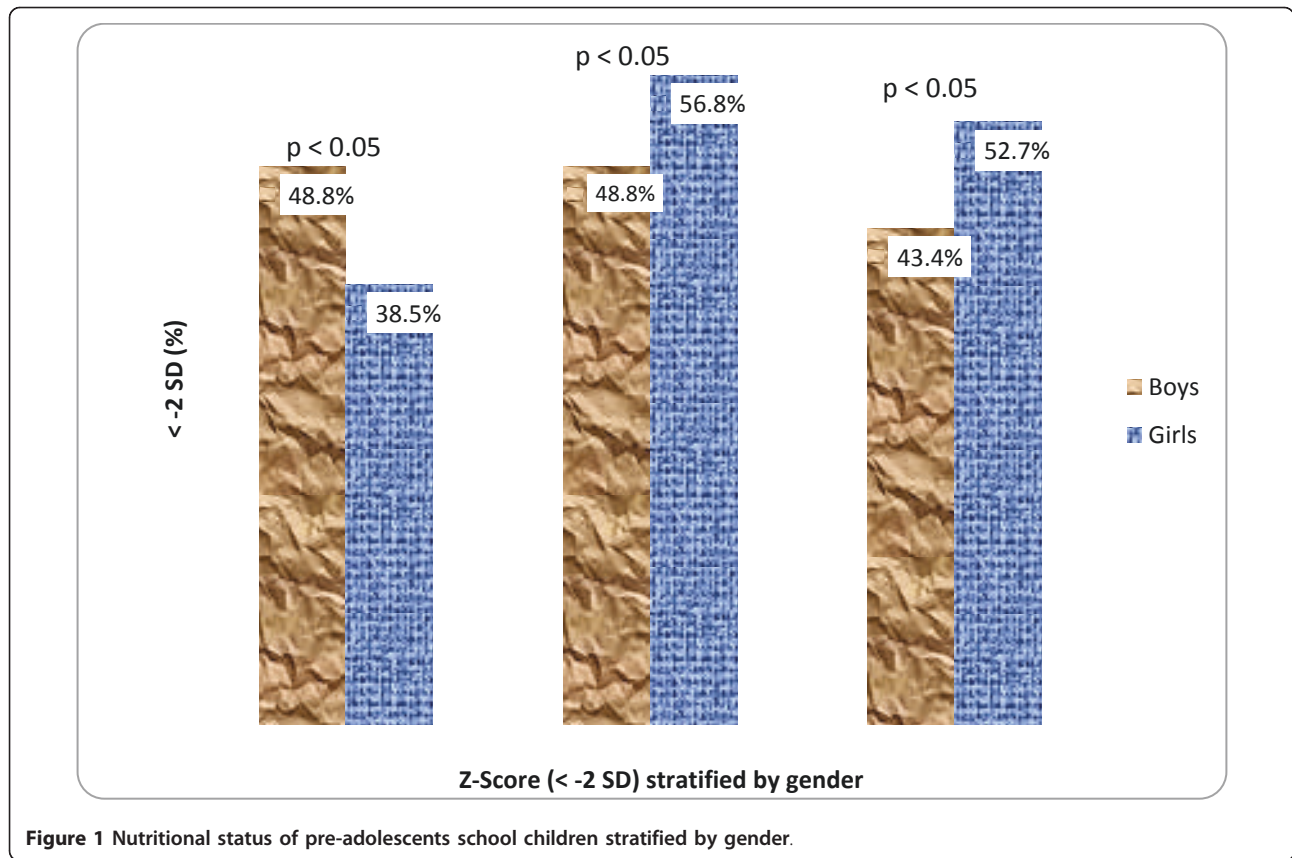 p < 0.05
p < 0.05
p < 0.05
48.8%
38.5%
48.8%
56.8%
43.4%
52.7%
< -2 SD (%)
Boys
Girls
Z-Score (< -2 SD) stratified by gender
Figure 1 Nutritional status of pre-adolescents school children stratified by gender.